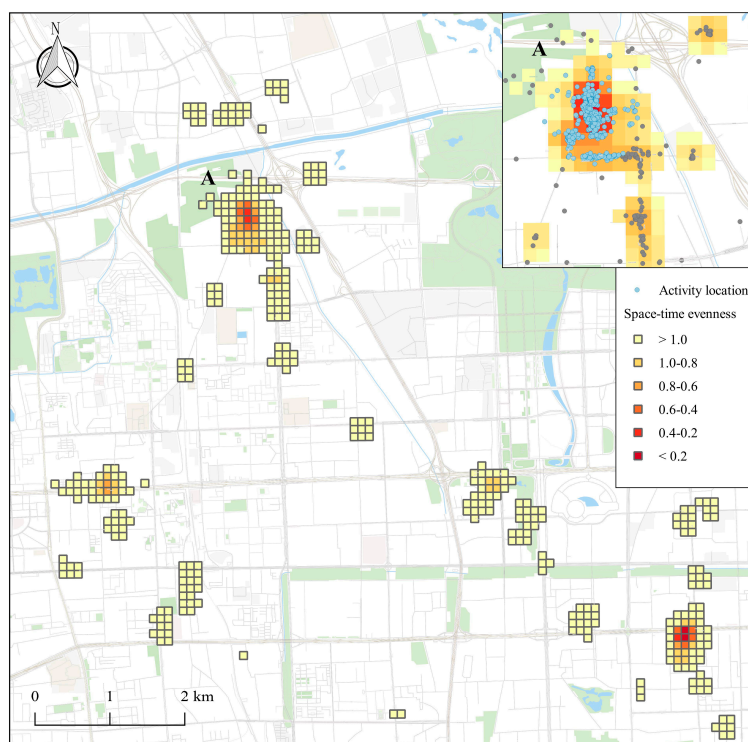 N
A
A
Activity location
Space-time evenness
> 1.0
1.0-0.8
0.8-0.6
0.6-0.4
0.4-0.2
< 0.2
0 1 2 km